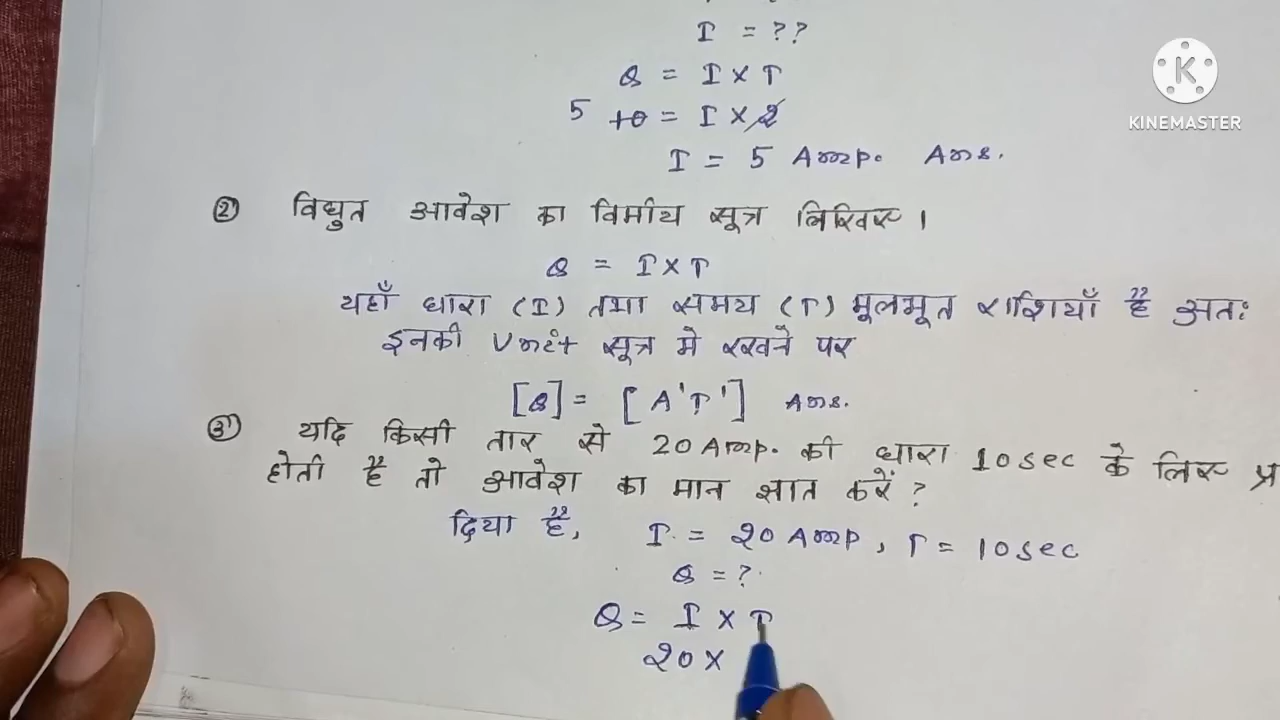 I = ??
KINEMASTER
Q = I × T
5 10 = I × 2
I = 5 Amp. Ans.
② विद्युत आवेश का विमीय सूत्र लिखिए ।
Q = I × T
यहाँ धारा (I) तथा समय (T) मूलभूत राशियाँ हैं अतः
इनकी Unit सूत्र मे रखने पर
[Q] = [A¹T¹] Ans.
③ यदि किसी तार से 20 Amp. की धारा 10 sec के लिए प्र
होती है तो आवेश का मान ज्ञात करें ?
दिया है, I = 20 Amp, T = 10 sec
Q = ?
Q = I × T
20 ×